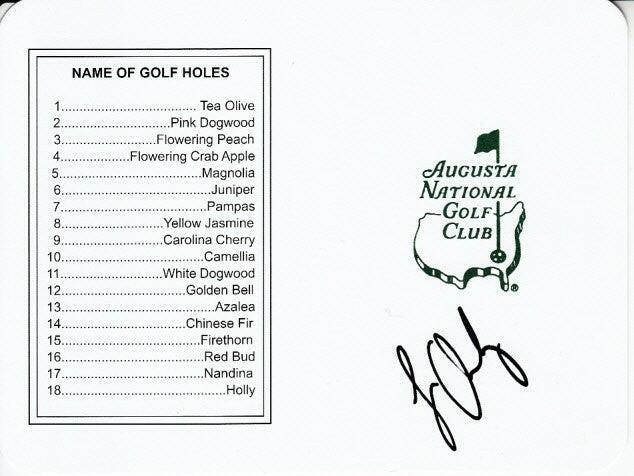 NAME OF GOLF HOLES
1................................ Tea Olive
2..........................Pink Dogwood
3.......................Flowering Peach
4.................Flowering Crab Apple
5..................................Magnolia
6....................................Juniper
7...................................Pampas
8.........................Yellow Jasmine
9.........................Carolina Cherry
10..................................Camellia
11.........................White Dogwood
12..............................Golden Bell
13.....................................Azalea
14..............................Chinese Fir
15..................................Firethorn
16..................................Red Bud
17..................................Nandina
18.......................................Holly
AUGUSTA
NATIONAL
GOLF
CLUB
®